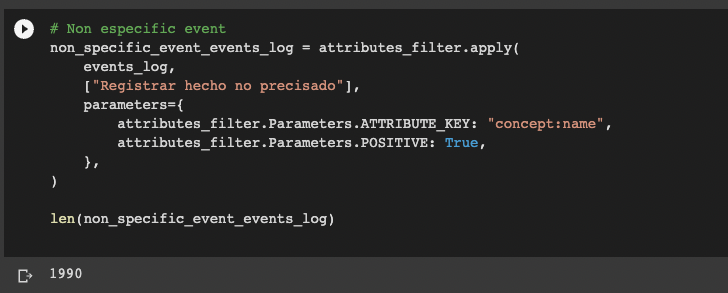 # Non especific event
non_specific_event_events_log = attributes_filter.apply(
    events_log,
    ["Registrar hecho no precisado"],
    parameters={
        attributes_filter.Parameters.ATTRIBUTE_KEY: "concept:name",
        attributes_filter.Parameters.POSITIVE: True,
    },
)
len(non_specific_event_events_log)
1990